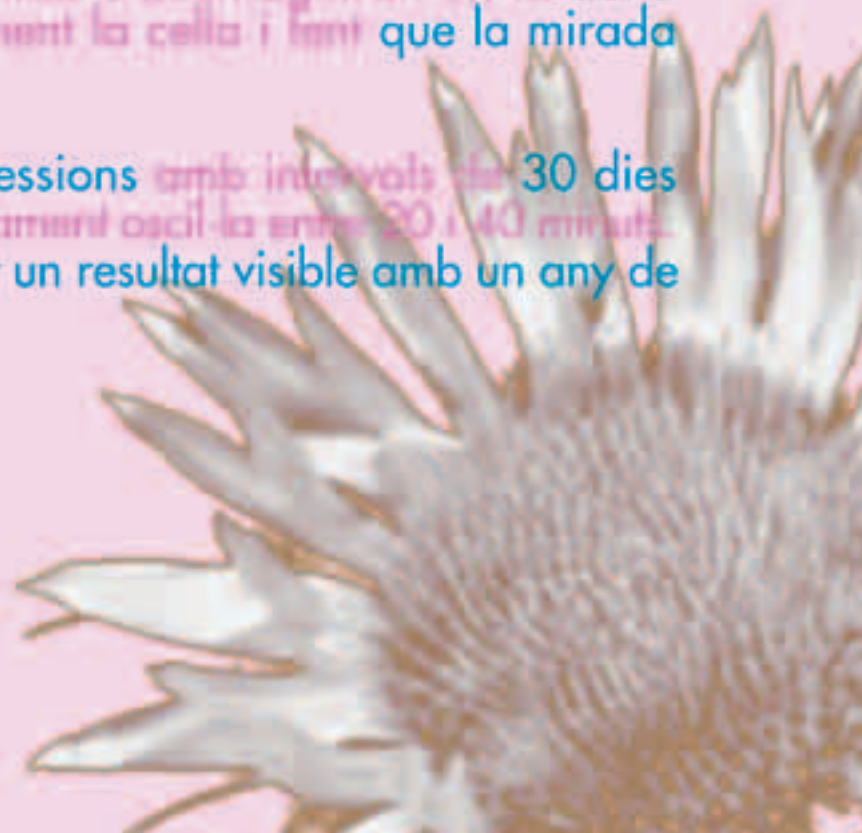 la cella i fent que la mirada
essions amb intervals de 30 dies
ament oscil·la entre 20 i 40 minuts.
un resultat visible amb un any de